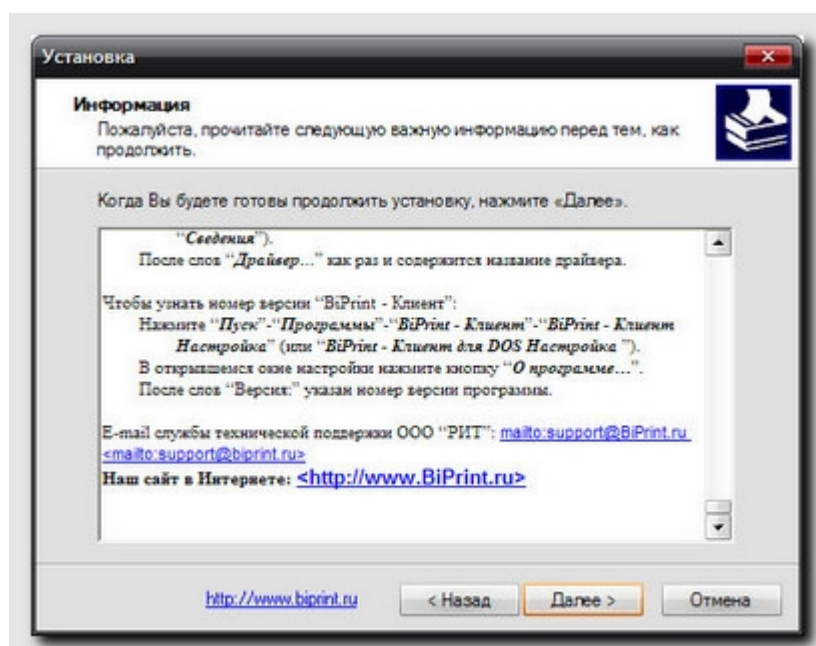 Установка
Информация
Пожалуйста, прочитайте следующую важную информацию перед тем, как
продолжить.
Когда Вы будете готовы продолжить установку, нажмите «Далее».
“Сведения”).
После слов “Драйвер...” как раз и содержится название драйвера.
Чтобы узнать номер версии “BiPrint - Клиент”:
Нажмите “Пуск”-“Программы”-“BiPrint - Клиент”-“BiPrint - Клиент
Настройка” (или “BiPrint - Клиент для DOS Настройка ”).
В открывшемся окне настройки нажмите кнопку “О программе...”.
После слов “Версия:” указан номер версии программы.
E-mail службы технической поддержки ООО “РИТ”: mailto:support@BiPrint.ru
<mailto:support@biprint.ru>
Наш сайт в Интернете: <http://www.BiPrint.ru>
http://www.biprint.ru
< Назад
Далее >
Отмена